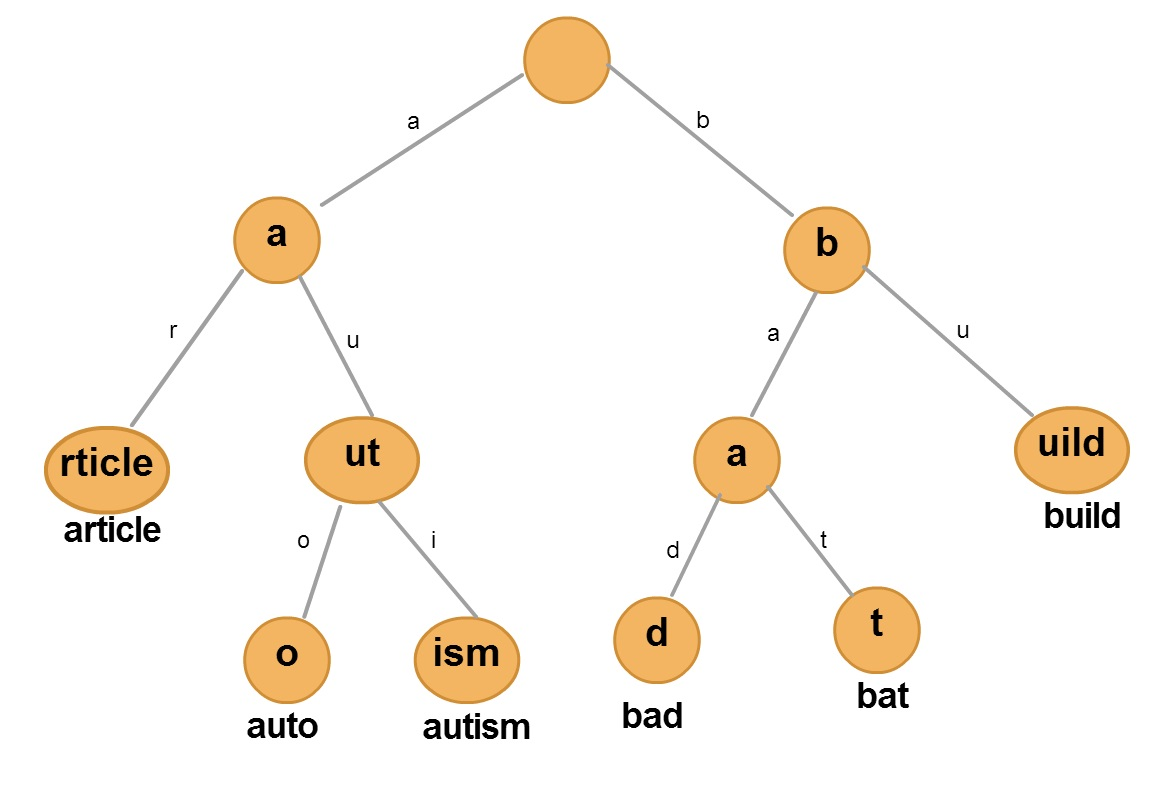 a
b
a
b
r
u
a
u
rticle
ut
a
uild
article
build
o
i
d
t
o
ism
d
t
auto
autism
bad
bat